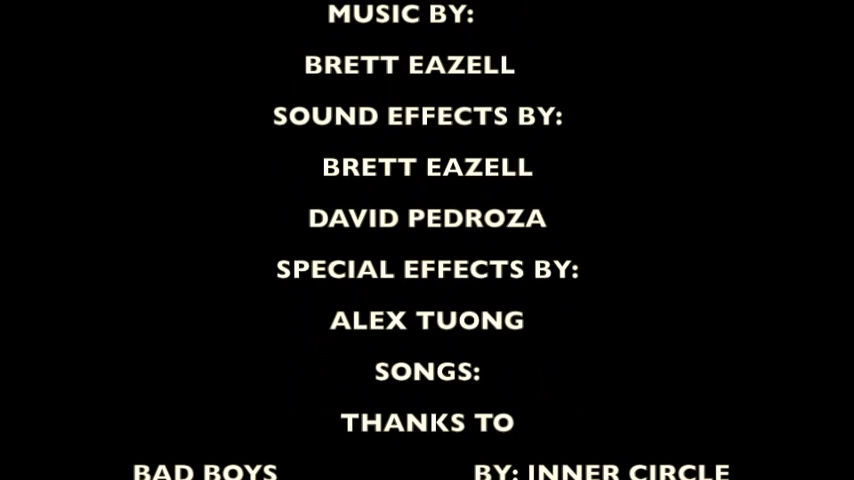 MUSIC BY:
BRETT EAZELL
SOUND EFFECTS BY:
BRETT EAZELL
DAVID PEDROZA
SPECIAL EFFECTS BY:
ALEX TUONG
SONGS:
THANKS TO
BAD BOYS BY: INNER CIRCLE